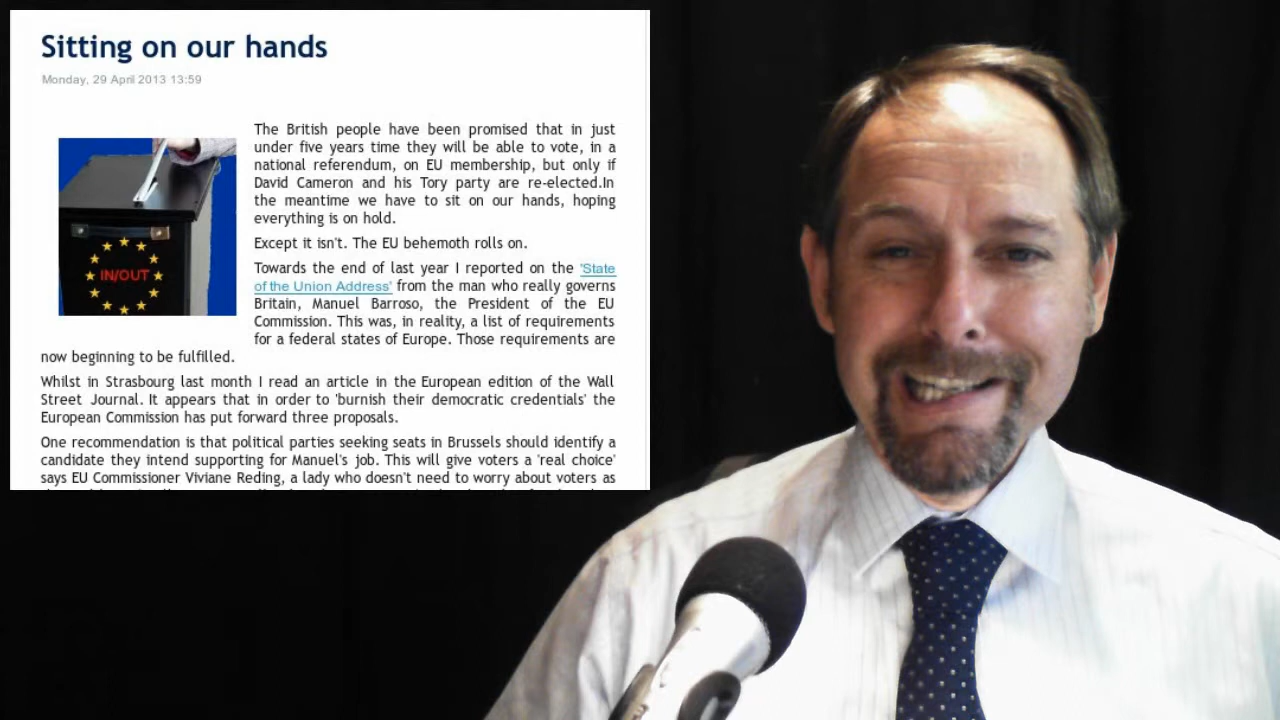 Sitting on our hands
Monday, 29 April 2013 13:59
The British people have been promised that in just
under five years time they will be able to vote, in a
national referendum, on EU membership, but only if
David Cameron and his Tory party are re-elected.In
the meantime we have to sit on our hands, hoping
everything is on hold.
Except it isn't. The EU behemoth rolls on.
IN/OUT
Towards the end of last year I reported on the 'State
of the Union Address' from the man who really governs
Britain, Manuel Barroso, the President of the EU
Commission. This was, in reality, a list of requirements
for a federal states of Europe. Those requirements are
now beginning to be fulfilled.
Whilst in Strasbourg last month I read an article in the European edition of the Wall
Street Journal. It appears that in order to 'burnish their democratic credentials' the
European Commission has put forward three proposals.
One recommendation is that political parties seeking seats in Brussels should identify a
candidate they intend supporting for Manuel's job. This will give voters a 'real choice'
says EU Commissioner Viviane Reding, a lady who doesn't need to worry about voters as